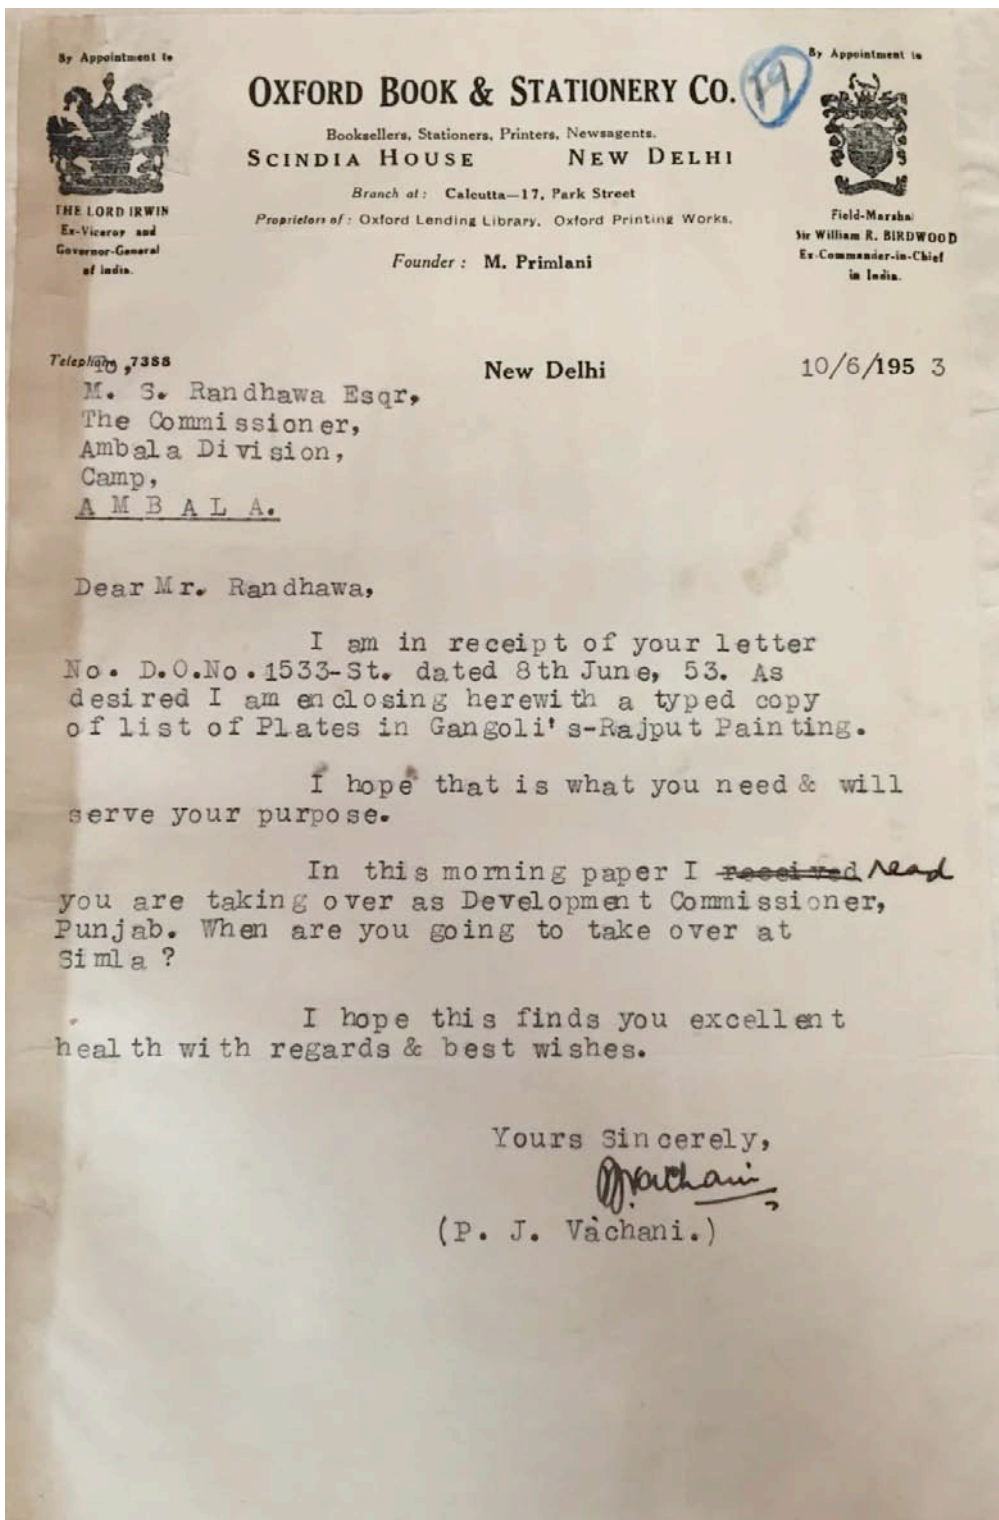 By Appointment to
THE LORD IRWIN
Ex-Viceroy and
Governor-General
of India.
OXFORD BOOK & STATIONERY CO.
Booksellers, Stationers, Printers, Newsagents.
SCINDIA HOUSE NEW DELHI
Branch at: Calcutta—17, Park Street
Proprietors of: Oxford Lending Library, Oxford Printing Works.
Founder: M. Primlani
19
By Appointment to
Field-Marshal
Sir William R. BIRDWOOD
Ex-Commander-in-Chief
in India.
Telephone, 7388
New Delhi 10/6/1953
M. S. Randhawa Esqr,
The Commissioner,
Ambala Division,
Camp,
A M B A L A.
Dear Mr. Randhawa,
I am in receipt of your letter
No. D.O.No.1533-St. dated 8th June, 53. As
desired I am enclosing herewith a typed copy
of list of Plates in Gangoli's-Rajput Painting.
I hope that is what you need & will
serve your purpose.
In this morning paper I received read
you are taking over as Development Commissioner,
Punjab. When are you going to take over at
Simla ?
I hope this finds you excellent
health with regards & best wishes.
Yours Sincerely,
PJVachani
(P. J. Vachani.)